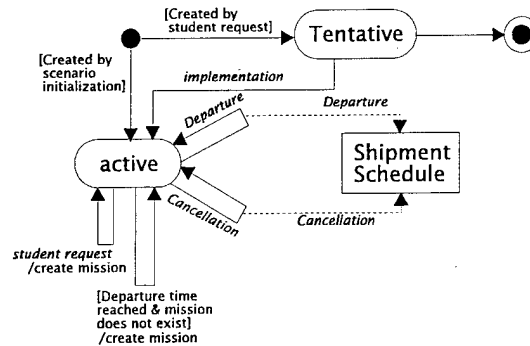 [Created by
student request]
Tentative
[Created by
scenario
initialization]
implementation
Departure
Departure
active
Shipment
Schedule
Cancellation
Cancellation
student request
/create mission
[Departure time
reached & mission
does not exist]
/create mission